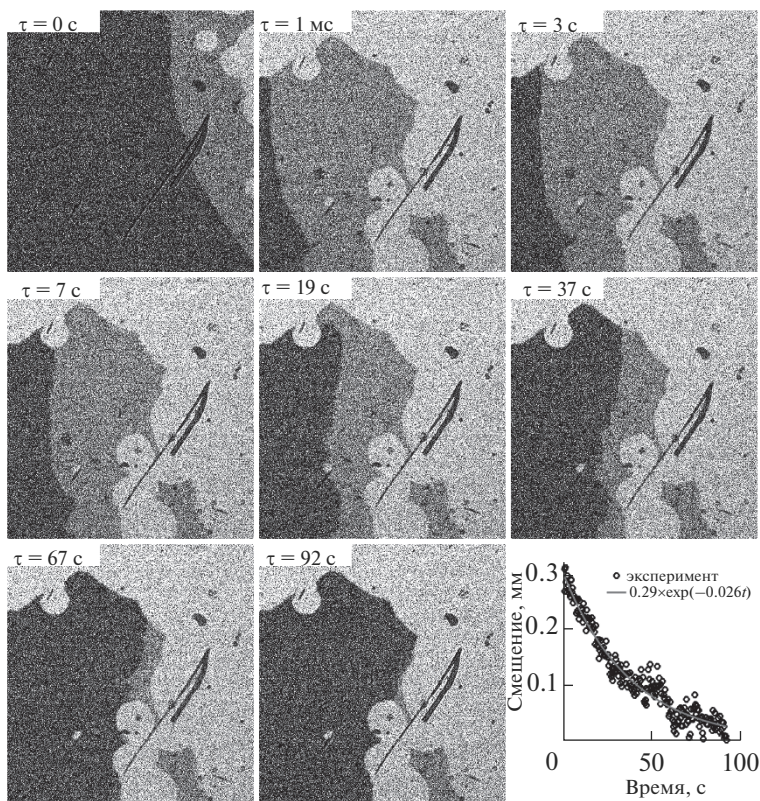 τ = 0 с
τ = 1 мс
τ = 3 с
τ = 7 с
τ = 19 с
τ = 37 с
τ = 67 с
τ = 92 с
Смещение, мм
0.3
0.2
0.1
эксперимент
0.29×exp(−0.026t)
0
50
100
Время, с